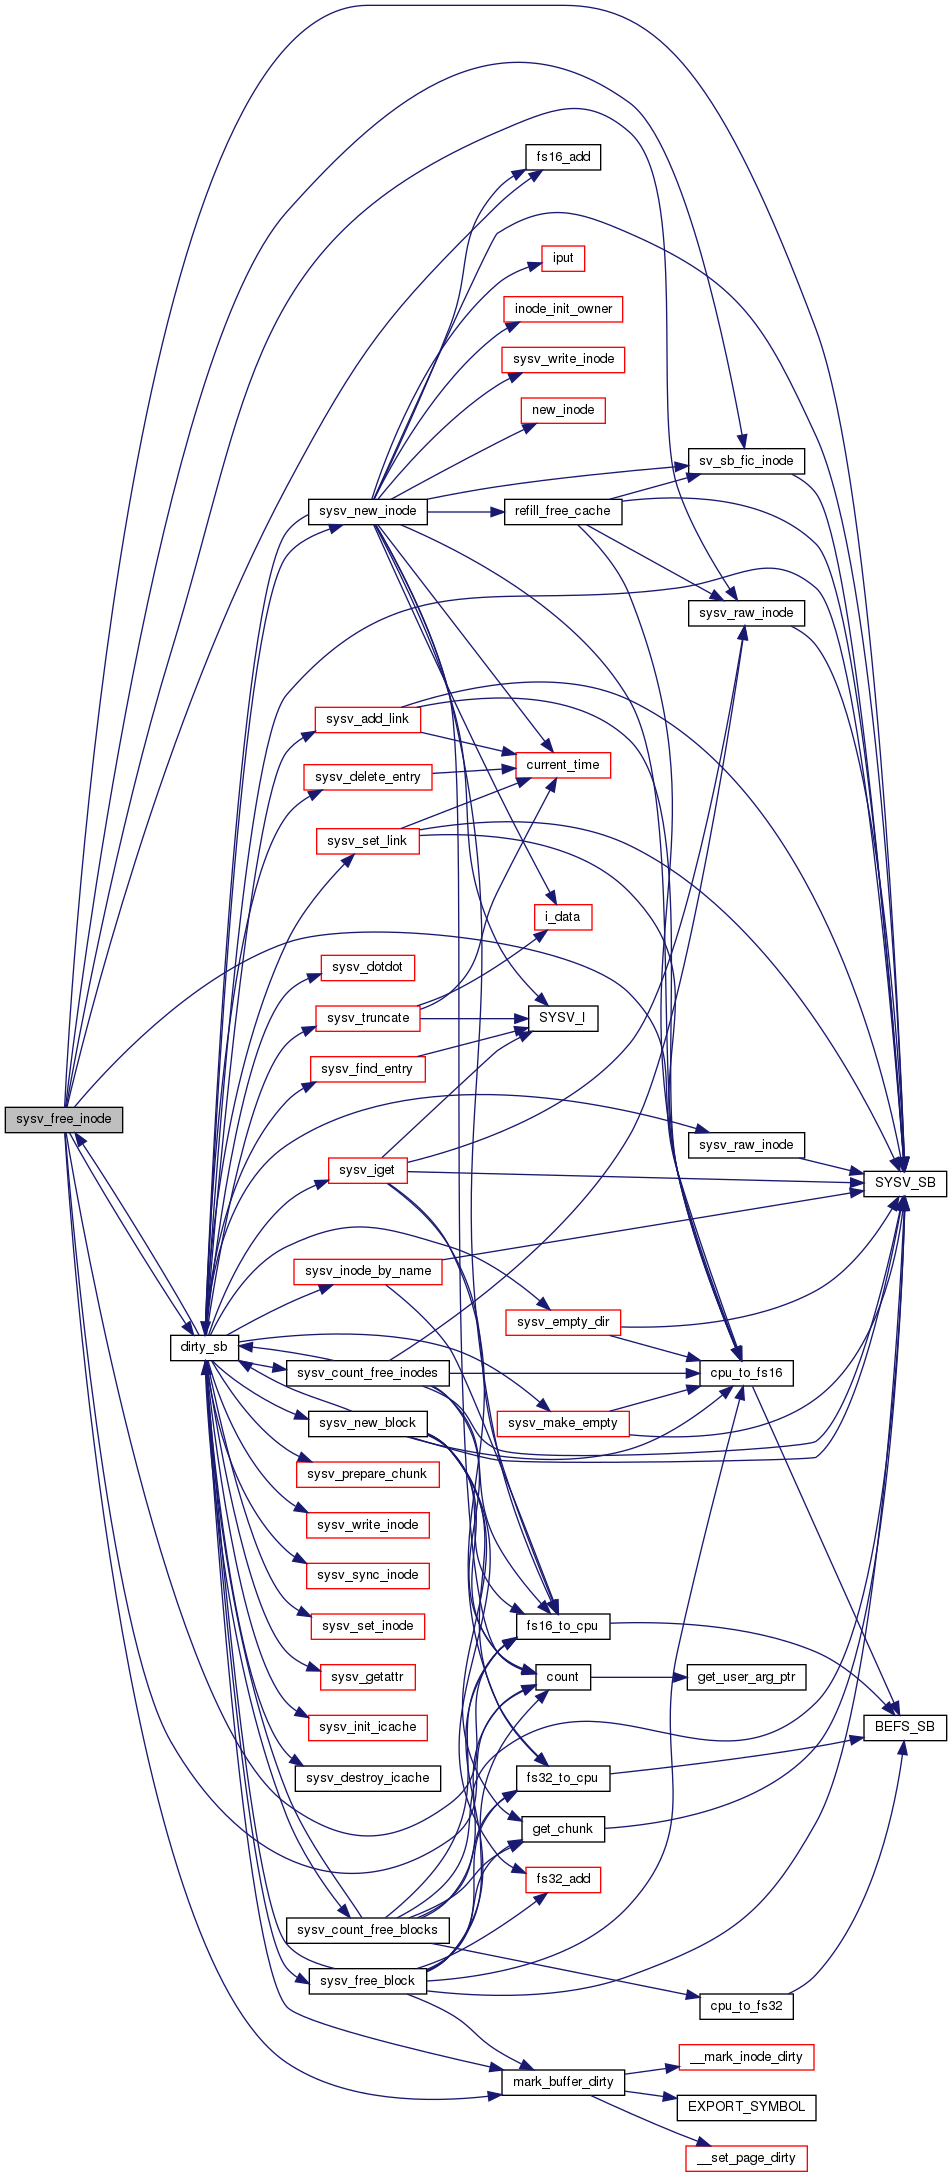 fs16_add
iput
inode_init_owner
sysv_write_inode
new_inode
sv_sb_fic_inode
sysv_new_inode
refill_free_cache
sysv_raw_inode
sysv_add_link
current_time
sysv_delete_entry
sysv_set_link
i_data
sysv_dotdot
sysv_truncate
SYSV_I
sysv_find_entry
sysv_free_inode
sysv_raw_inode
sysv_iget
SYSV_SB
sysv_inode_by_name
sysv_empty_dir
dirty_sb
sysv_count_free_inodes
cpu_to_fs16
sysv_new_block
sysv_make_empty
sysv_prepare_chunk
sysv_write_inode
sysv_sync_inode
sysv_set_inode
fs16_to_cpu
sysv_getattr
count
get_user_arg_ptr
sysv_init_icache
BEFS_SB
sysv_destroy_icache
fs32_to_cpu
get_chunk
fs32_add
sysv_count_free_blocks
sysv_free_block
cpu_to_fs32
__mark_inode_dirty
mark_buffer_dirty
EXPORT_SYMBOL
__set_page_dirty